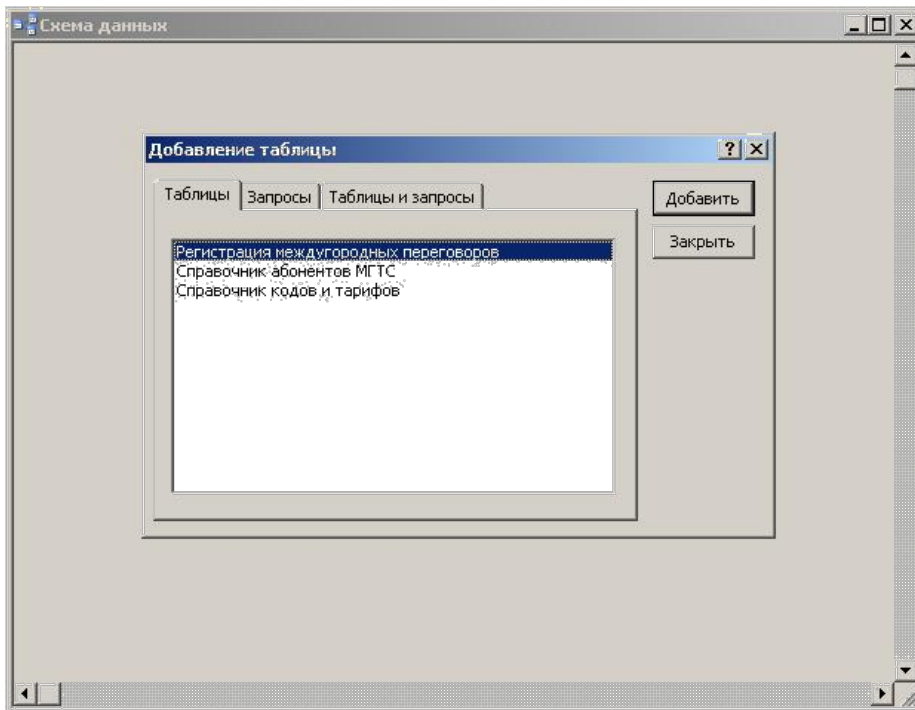 Схема данных
Добавление таблицы
Таблицы Запросы Таблицы и запросы
Добавить
Закрыть
Регистрация междугородных переговоров
Справочник абонентов МГТС
Справочник кодов и тарифов